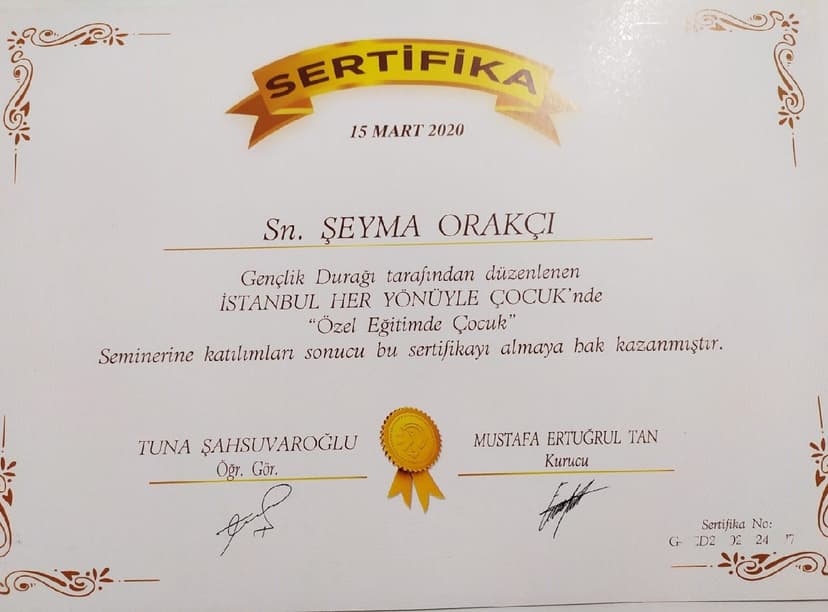 SERTİFİKA
15 MART 2020
Sn. ŞEYMA ORAKÇI
Gençlik Durağı tarafından düzenlenen
İSTANBUL HER YÖNÜYLE ÇOCUK'nde
“Özel Eğitimde Çocuk”
Seminerine katılımları sonucu bu sertifikayı almaya hak kazanmıştır.
TUNA ŞAHSUVAROĞLU
Öğr. Gör.
MUSTAFA ERTUĞRUL TAN
Kurucu
Sertifika No:
24